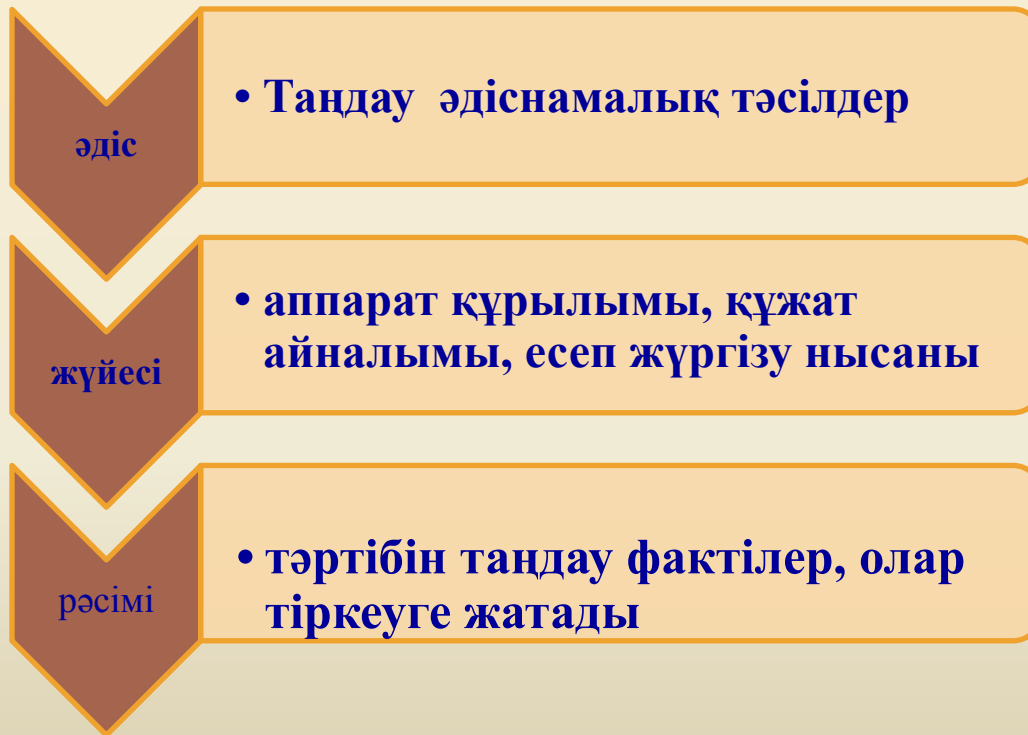 әдіс
• Таңдау әдіснамалық тәсілдер
жүйесі
• аппарат құрылымы, құжат
айналымы, есеп жүргізу нысаны
рәсімі
• тәртібін таңдау фактілер, олар
тіркеуге жатады